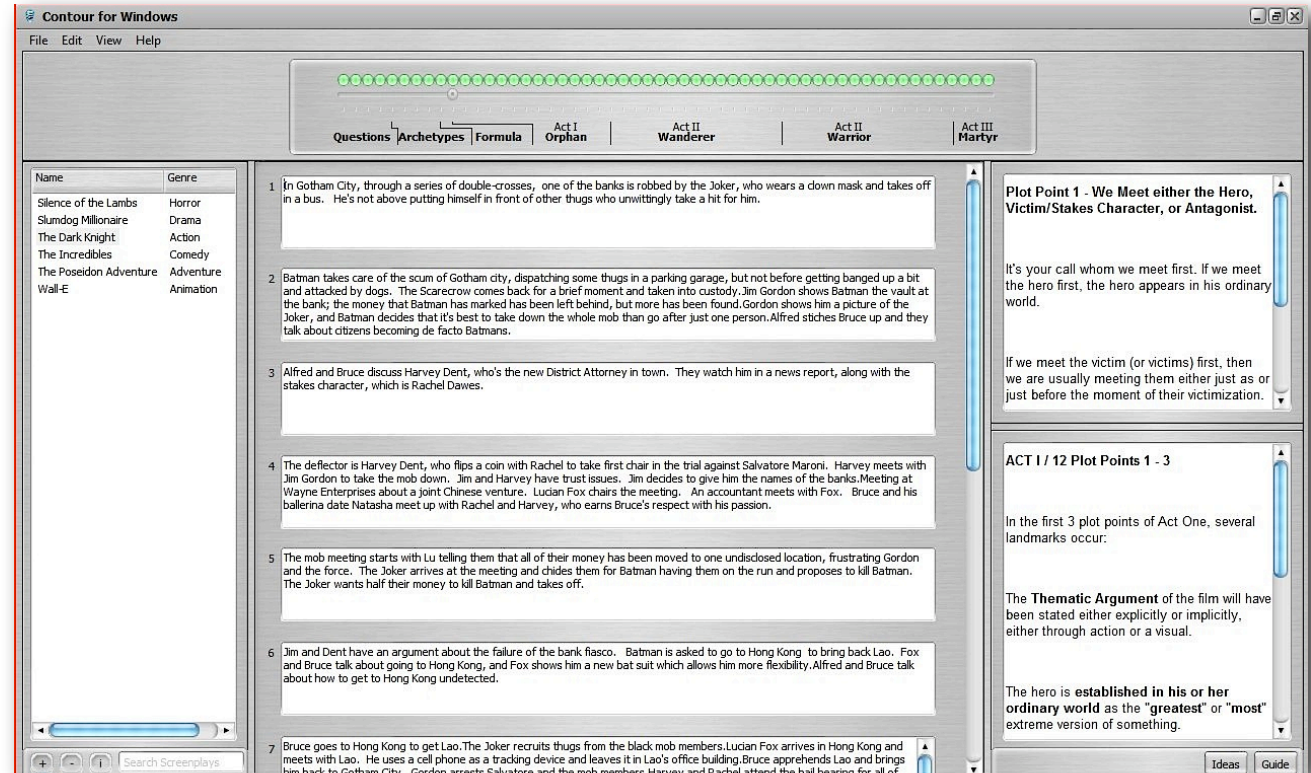 Contour for Windows
File Edit View Help
Questions Archetypes Formula Act I Orphan Act II Wanderer Act II Warrior Act III Martyr
Name Genre
Silence of the Lambs Horror
Slumdog Millionaire Drama
The Dark Knight Action
The Incredibles Comedy
The Poseidon Adventure Adventure
Wall-E Animation
+ - i Search Screenplays
1 In Gotham City, through a series of double-crosses, one of the banks is robbed by the Joker, who wears a clown mask and takes off
in a bus. He's not above putting himself in front of other thugs who unwittingly take a hit for him.
2 Batman takes care of the scum of Gotham city, dispatching some thugs in a parking garage, but not before getting banged up a bit
and attacked by dogs. The Scarecrow comes back for a brief moment and taken into custody.Jim Gordon shows Batman the vault at
the bank; the money that Batman has marked has been left behind, but more has been found.Gordon shows him a picture of the
Joker, and Batman decides that it's best to take down the whole mob than go after just one person.Alfred stiches Bruce up and they
talk about citizens becoming de facto Batmans.
3 Alfred and Bruce discuss Harvey Dent, who's the new District Attorney in town. They watch him in a news report, along with the
stakes character, which is Rachel Dawes.
4 The deflector is Harvey Dent, who flips a coin with Rachel to take first chair in the trial against Salvatore Maroni. Harvey meets with
Jim Gordon to take the mob down. Jim and Harvey have trust issues. Jim decides to give him the names of the banks.Meeting at
Wayne Enterprises about a joint Chinese venture. Lucian Fox chairs the meeting. An accountant meets with Fox. Bruce and his
ballerina date Natasha meet up with Rachel and Harvey, who earns Bruce's respect with his passion.
5 The mob meeting starts with Lu telling them that all of their money has been moved to one undisclosed location, frustrating Gordon
and the force. The Joker arrives at the meeting and chides them for Batman having them on the run and proposes to kill Batman.
The Joker wants half their money to kill Batman and takes off.
6 Jim and Dent have an argument about the failure of the bank fiasco. Batman is asked to go to Hong Kong to bring back Lao. Fox
and Bruce talk about going to Hong Kong, and Fox shows him a new bat suit which allows him more flexibility.Alfred and Bruce talk
about how to get to Hong Kong undetected.
7 Bruce goes to Hong Kong to get Lao.The Joker recruits thugs from the black mob members.Lucian Fox arrives in Hong Kong and
meets with Lao. He uses a cell phone as a tracking device and leaves it in Lao's office building.Bruce apprehends Lao and brings
him back to Gotham City. Gordon arrests Salvatore and the mob members.Harvey and Rachel attend the bail hearing for all of
Plot Point 1 - We Meet either the Hero,
Victim/Stakes Character, or Antagonist.
It's your call whom we meet first. If we meet
the hero first, the hero appears in his ordinary
world.
If we meet the victim (or victims) first, then
we are usually meeting them either just as or
just before the moment of their victimization.
ACT I / 12 Plot Points 1 - 3
In the first 3 plot points of Act One, several
landmarks occur:
The Thematic Argument of the film will have
been stated either explicitly or implicitly,
either through action or a visual.
The hero is established in his or her
ordinary world as the "greatest" or "most"
extreme version of something.
Ideas Guide